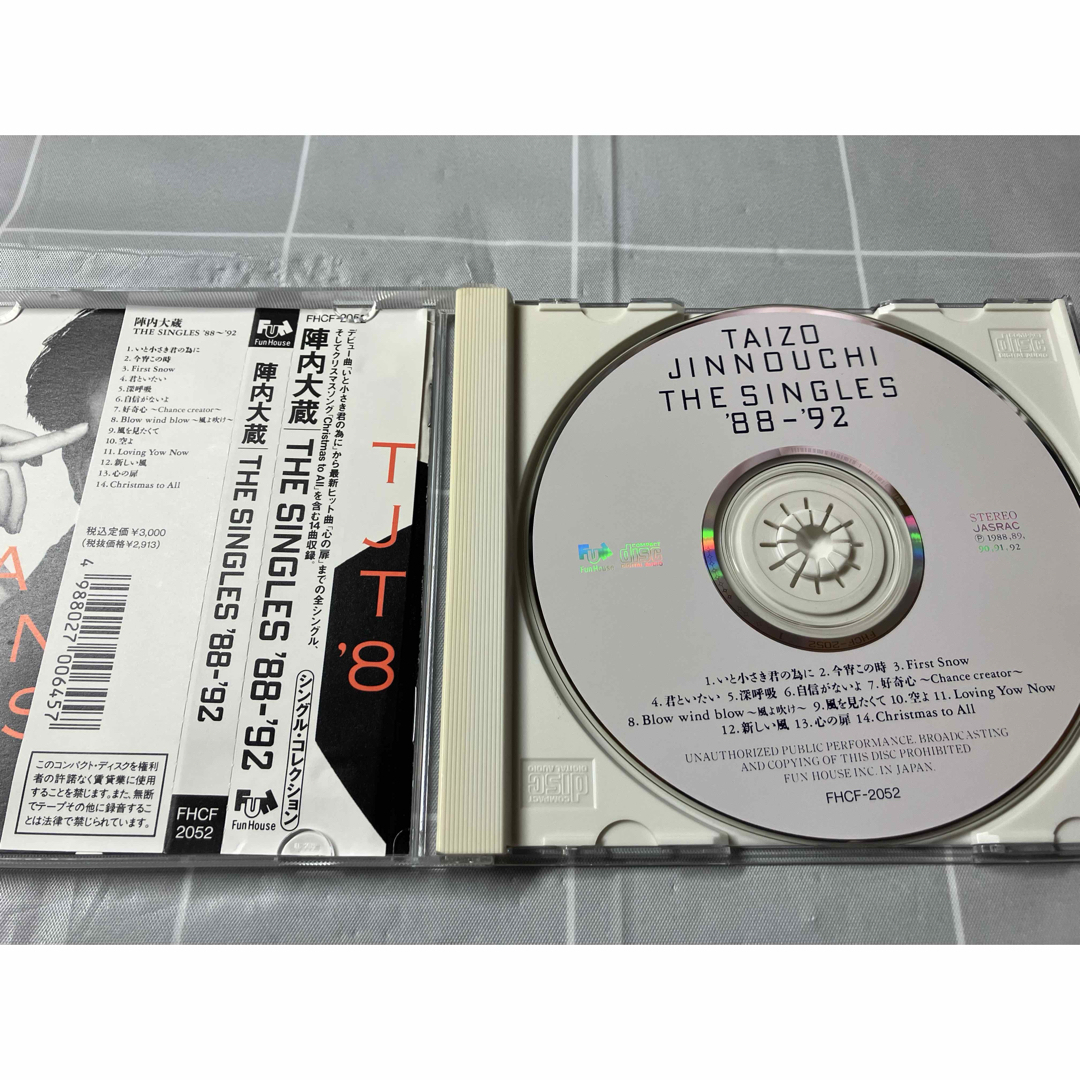 陣内大蔵
THE SINGLES '88〜'92
1.いと小さき君の為に
2.今宵この時
3.First Snow
4.君といたい
5.深呼吸
6.自信がないよ
7.好奇心 〜Chance creator〜
8.Blow wind blow 〜風よ吹け〜
9.風を見たくて
10.空よ
11.Loving Yow Now
12.新しい風
13.心の扉
14.Christmas to All
税込定価 ¥3,000
(税抜価格¥2,913)
4 988027 006457
このコンパクト・ディスクを権利
者の許諾なく賃貸業に使用
することを禁じます。また、無断
でテープその他に録音するこ
とは法律で禁じられています。
Fun House
陣内大蔵 THE SINGLES '88-'92
FHCF
2052
FHCF-2052
デビュー曲「いと小さき君の為に」から最新ヒット曲「心の扉」までの全シングル、
そしてクリスマスソング「Christmas to All」を含む14曲収録。
陣内大蔵 THE SINGLES '88-'92
シングル・コレクション
Fun House
T
J
T
'8
A
N
S
TAIZO
JINNOUCHI
THE SINGLES
'88-'92
Fun House
disc
STEREO
JASRAC
Ⓟ 1988, 89,
90, 91, 92
FHCF-2052
1.いと小さき君の為に 2.今宵この時 3.First Snow
4.君といたい 5.深呼吸 6.自信がないよ 7.好奇心 〜Chance creator〜
8.Blow wind blow 〜風よ吹け〜 9.風を見たくて 10.空よ 11.Loving Yow Now
12.新しい風 13.心の扉 14.Christmas to All
UNAUTHORIZED PUBLIC PERFORMANCE, BROADCASTING
AND COPYING OF THIS DISC PROHIBITED
FUN HOUSE INC. IN JAPAN.
FHCF-2052
COMPACT
disc
DIGITAL AUDIO
disc
DIGITAL AUDIO